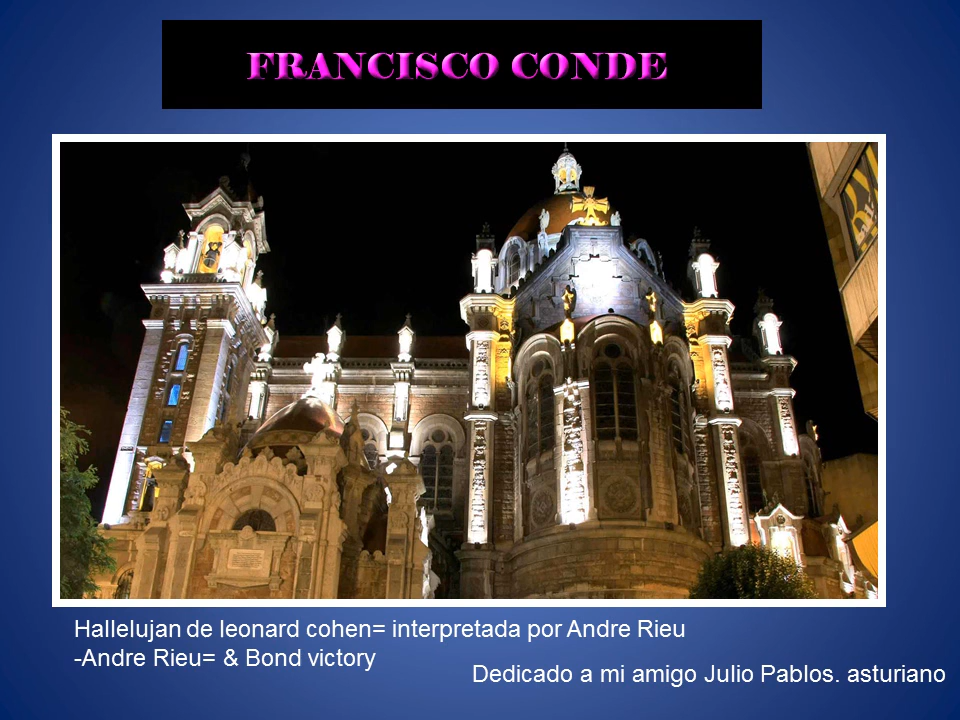 FRANCISCO CONDE
Hallelujan de leonard cohen= interpretada por Andre Rieu
-Andre Rieu= & Bond victory
Dedicado a mi amigo Julio Pablos. asturiano